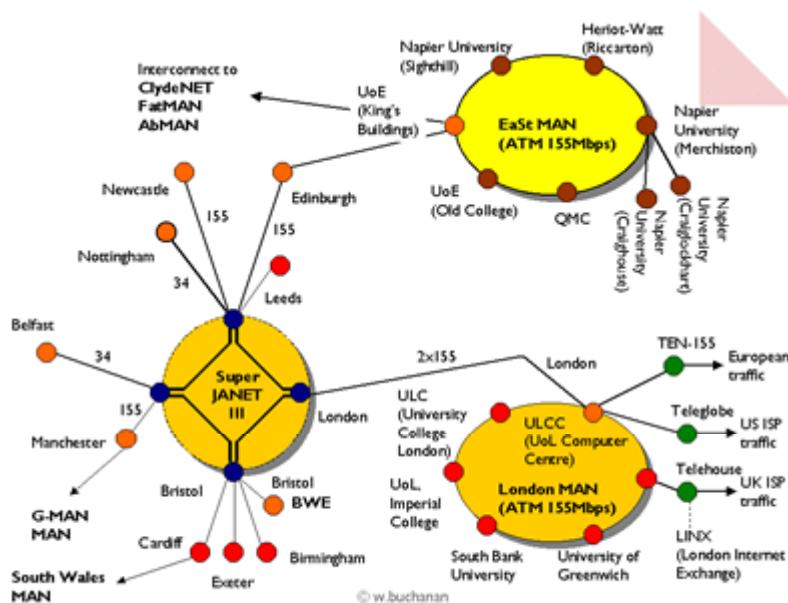 Heriot-Watt
(Riccarton)
Napier University
(Sighthill)
Interconnect to
ClydeNET
FatMAN
AbMAN
UoE
(King's
Buildings)
EaSt MAN
(ATM 155Mbps)
Napier
University
(Merchiston)
Newcastle
Edinburgh
UoE
(Old College)
QMC
Napier
University
(Craighouse)
Napier
University
(Craiglockhart)
155
155
Nottingham
34
Leeds
Belfast
34
155
Super
JANET
III
2x155
London
London
TEN-155
European
traffic
ULC
(University
College
London)
ULCC
(UoL Computer
Centre)
Teleglobe
US ISP
traffic
Manchester
UoL,
Imperial
College
London MAN
(ATM 155Mbps)
Telehouse
UK ISP
traffic
Bristol
Bristol
BWE
G-MAN
MAN
Cardiff
Exeter
Birmingham
South Bank
University
University of
Greenwich
LINX
(London Internet
Exchange)
South Wales
MAN
© w.buchanan